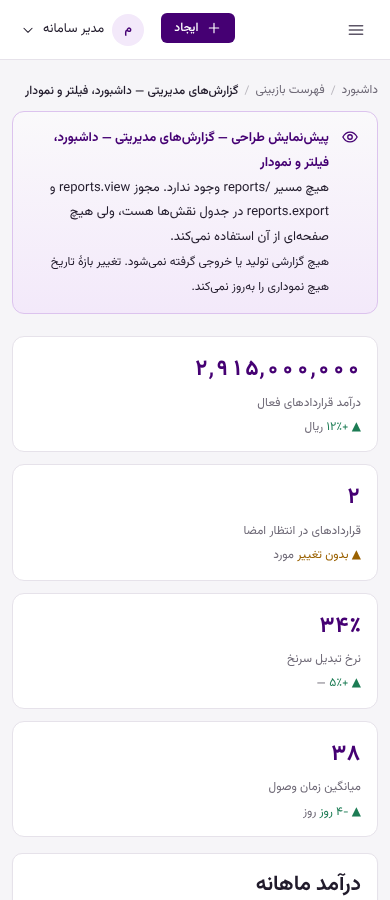 ایجاد
م
مدیر سامانه
داشبورد / فهرست بازبینی / گزارش‌های مدیریتی — داشبورد، فیلتر و نمودار
پیش‌نمایش طراحی — گزارش‌های مدیریتی — داشبورد،
فیلتر و نمودار
هیچ مسیر /reports وجود ندارد. مجوز reports.view و
reports.export در جدول نقش‌ها هست، ولی هیچ
صفحه‌ای از آن استفاده نمی‌کند.
هیچ گزارشی تولید یا خروجی گرفته نمی‌شود. تغییر بازهٔ تاریخ
هیچ نموداری را به‌روز نمی‌کند.
۲,۹۱۵,۰۰۰,۰۰۰
درآمد قراردادهای فعال
▲ +۱۲٪ ریال
۲
قراردادهای در انتظار امضا
▲ بدون تغییر مورد
۳۴٪
نرخ تبدیل سرنخ
▲ +۵٪ —
۳۸
میانگین زمان وصول
▲ -۴ روز روز
درآمد ماهانه